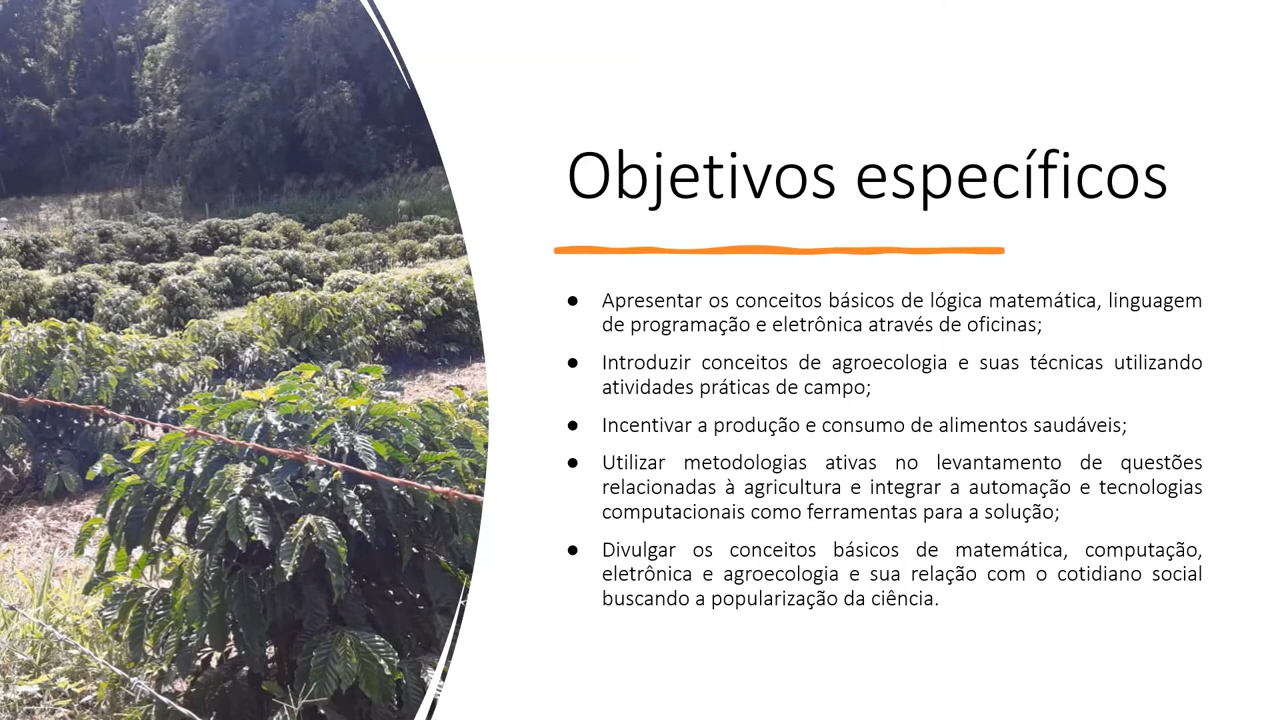 Objetivos específicos
● Apresentar os conceitos básicos de lógica matemática, linguagem
de programação e eletrônica através de oficinas;
● Introduzir conceitos de agroecologia e suas técnicas utilizando
atividades práticas de campo;
● Incentivar a produção e consumo de alimentos saudáveis;
● Utilizar metodologias ativas no levantamento de questões
relacionadas à agricultura e integrar a automação e tecnologias
computacionais como ferramentas para a solução;
● Divulgar os conceitos básicos de matemática, computação,
eletrônica e agroecologia e sua relação com o cotidiano social
buscando a popularização da ciência.